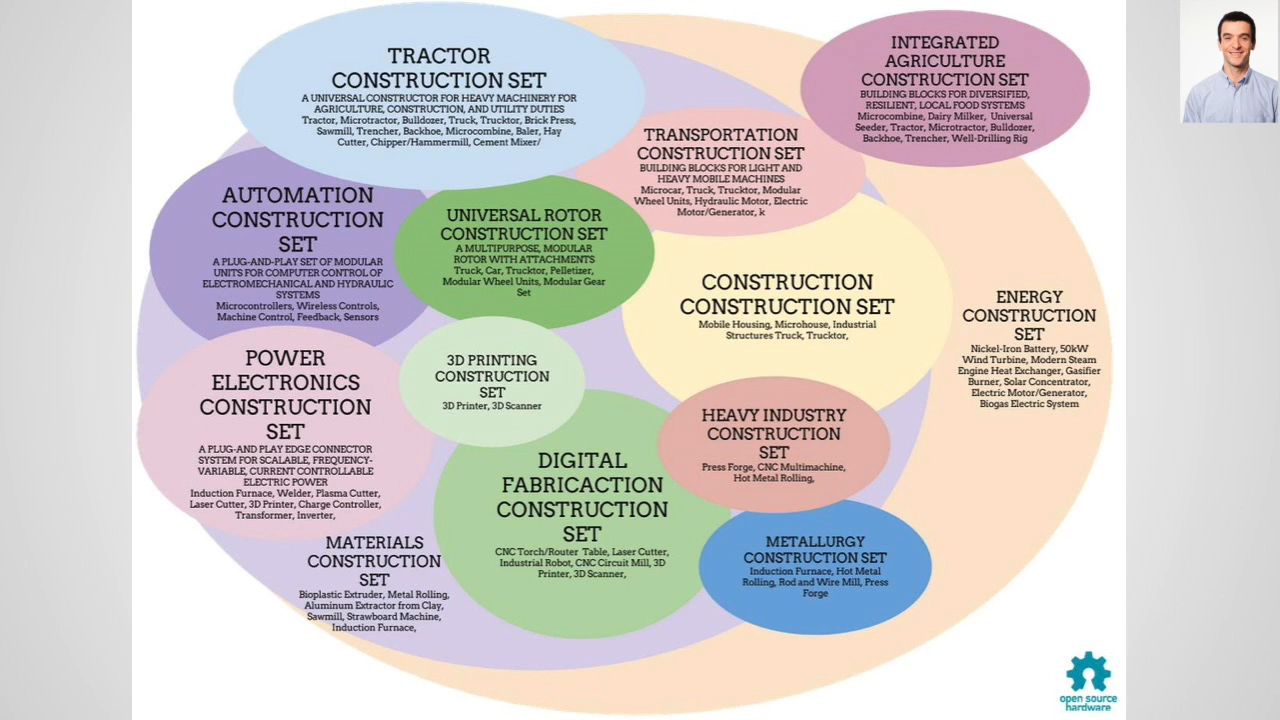 TRACTOR
CONSTRUCTION SET
A UNIVERSAL CONSTRUCTOR FOR HEAVY MACHINERY FOR
AGRICULTURE, CONSTRUCTION, AND UTILITY DUTIES
Tractor, Microtractor, Bulldozer, Truck, Trucktor, Brick Press,
Sawmill, Trencher, Backhoe, Microcombine, Baler, Hay
Cutter, Chipper/Hammermill, Cement Mixer/
INTEGRATED
AGRICULTURE
CONSTRUCTION SET
BUILDING BLOCKS FOR DIVERSIFIED,
RESILIENT, LOCAL FOOD SYSTEMS
Microcombine, Dairy Milker, Universal
Seeder, Tractor, Microtractor, Bulldozer,
Backhoe, Trencher, Well-Drilling Rig
TRANSPORTATION
CONSTRUCTION SET
BUILDING BLOCKS FOR LIGHT AND
HEAVY MOBILE MACHINES
Microcar, Truck, Trucktor, Modular
Wheel Units, Hydraulic Motor, Electric
Motor/Generator, k
AUTOMATION
CONSTRUCTION
SET
A PLUG-AND-PLAY SET OF MODULAR
UNITS FOR COMPUTER CONTROL OF
ELECTROMECHANICAL AND HYDRAULIC
SYSTEMS
Microcontrollers, Wireless Controls,
Machine Control, Feedback, Sensors
UNIVERSAL ROTOR
CONSTRUCTION SET
A MULTIPURPOSE, MODULAR
ROTOR WITH ATTACHMENTS
Truck, Car, Trucktor, Pelletizer,
Modular Wheel Units, Modular Gear
Set
CONSTRUCTION
CONSTRUCTION SET
Mobile Housing, Microhouse, Industrial
Structures Truck, Trucktor,
ENERGY
CONSTRUCTION
SET
Nickel-Iron Battery, 50kW
Wind Turbine, Modern Steam
Engine Heat Exchanger, Gasifier
Burner, Solar Concentrator,
Electric Motor/Generator,
Biogas Electric System
POWER
ELECTRONICS
CONSTRUCTION
SET
A PLUG-AND PLAY EDGE CONNECTOR
SYSTEM FOR SCALABLE, FREQUENCY-
VARIABLE, CURRENT CONTROLLABLE
ELECTRIC POWER
Induction Furnace, Welder, Plasma Cutter,
Laser Cutter, 3D Printer, Charge Controller,
Transformer, Inverter,
3D PRINTING
CONSTRUCTION
SET
3D Printer, 3D Scanner
HEAVY INDUSTRY
CONSTRUCTION
SET
Press Forge, CNC Multimachine,
Hot Metal Rolling,
DIGITAL
FABRICACTION
CONSTRUCTION
SET
CNC Torch/Router Table, Laser Cutter,
Industrial Robot, CNC Circuit Mill, 3D
Printer, 3D Scanner,
METALLURGY
CONSTRUCTION SET
Induction Furnace, Hot Metal
Rolling, Rod and Wire Mill, Press
Forge
MATERIALS
CONSTRUCTION
SET
Bioplastic Extruder, Metal Rolling,
Aluminum Extractor from Clay,
Sawmill, Strawboard Machine,
Induction Furnace,
open source
hardware